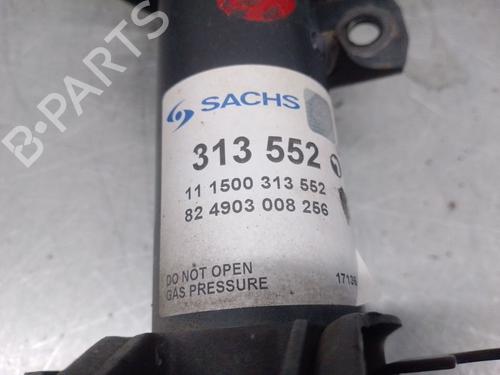 B-PARTS
SACHS
313 552
11 1500 313 552
82 4903 008 256
DO NOT OPEN
GAS PRESSURE